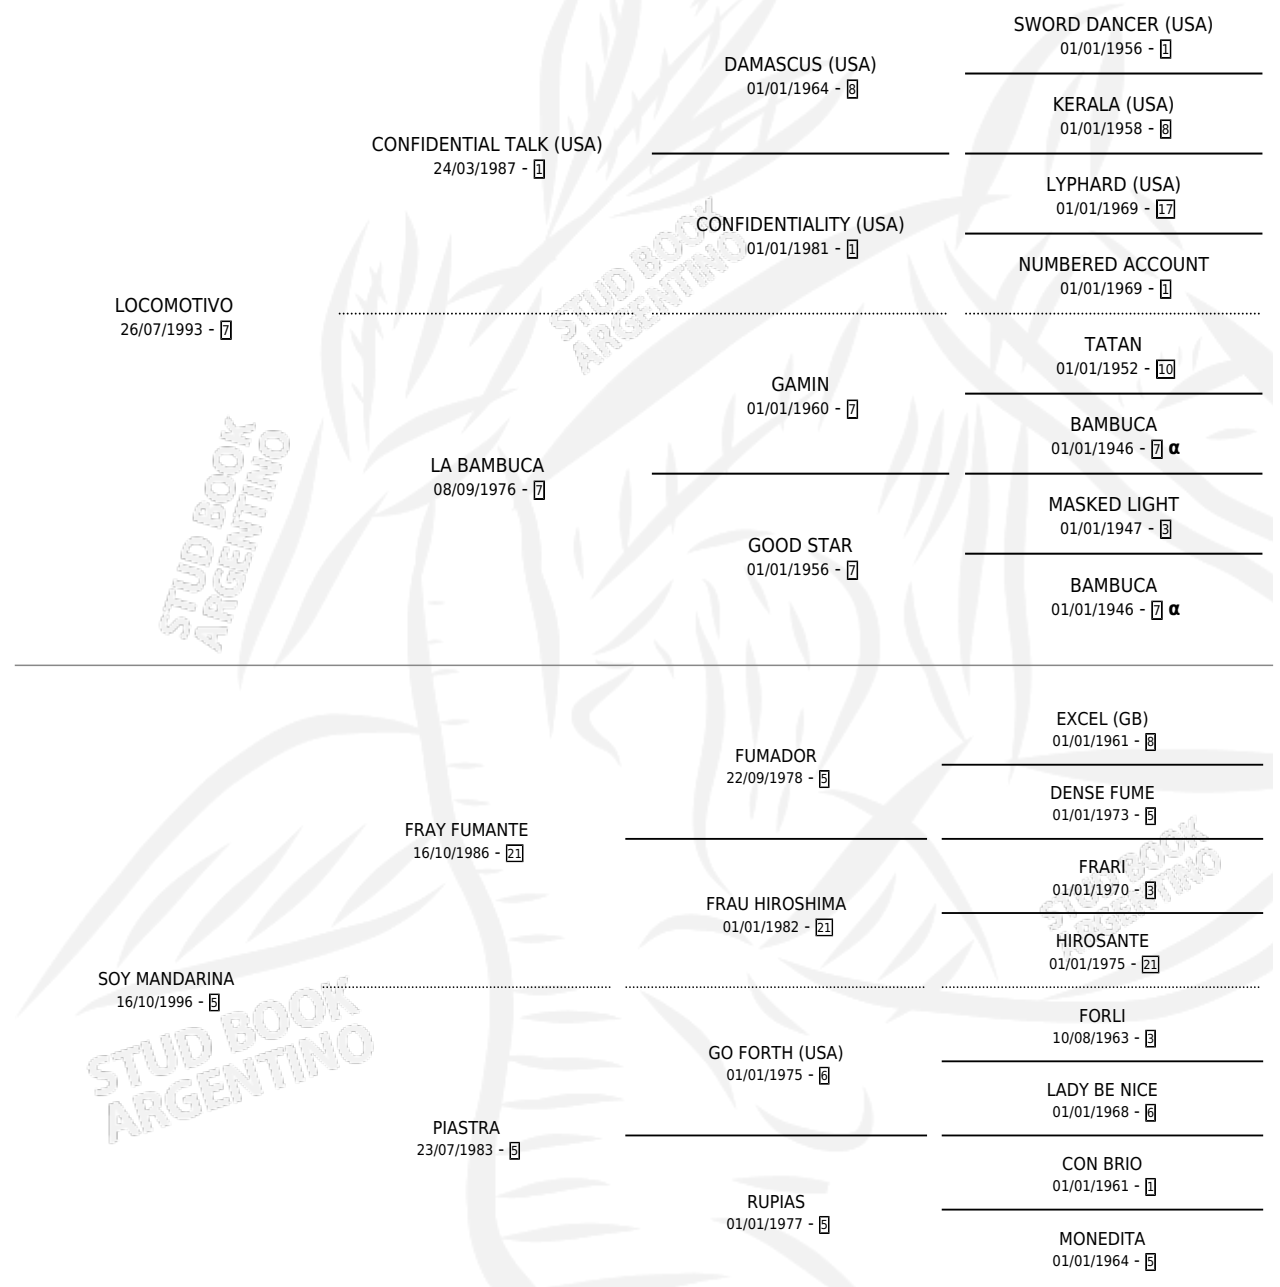 SWORD DANCER (USA)
01/01/1956 - 1
DAMASCUS (USA)
01/01/1964 - 8
KERALA (USA)
01/01/1958 - 8
CONFIDENTIAL TALK (USA)
24/03/1987 - 1
LYPHARD (USA)
01/01/1969 - 17
CONFIDENTIALITY (USA)
01/01/1981 - 1
NUMBERED ACCOUNT
01/01/1969 - 1
LOCOMOTIVO
26/07/1993 - 7
TATAN
01/01/1952 - 10
GAMIN
01/01/1960 - 7
BAMBUCA
01/01/1946 - 7 α
LA BAMBUCA
08/09/1976 - 7
MASKED LIGHT
01/01/1947 - 3
GOOD STAR
01/01/1956 - 7
BAMBUCA
01/01/1946 - 7 α
EXCEL (GB)
01/01/1961 - 8
FUMADOR
22/09/1978 - 5
DENSE FUME
01/01/1973 - 5
FRAY FUMANTE
16/10/1986 - 21
FRARI
01/01/1970 - 3
FRAU HIROSHIMA
01/01/1982 - 21
HIROSANTE
01/01/1975 - 21
SOY MANDARINA
16/10/1996 - 5
FORLI
10/08/1963 - 3
GO FORTH (USA)
01/01/1975 - 6
LADY BE NICE
01/01/1968 - 6
PIASTRA
23/07/1983 - 5
CON BRIO
01/01/1961 - 1
RUPIAS
01/01/1977 - 5
MONEDITA
01/01/1964 - 5
STUD BOOK
ARGENTINO
STUD BOOK
ARGENTINO
STUD BOOK
ARGENTINO
STUD BOOK
ARGENTINO